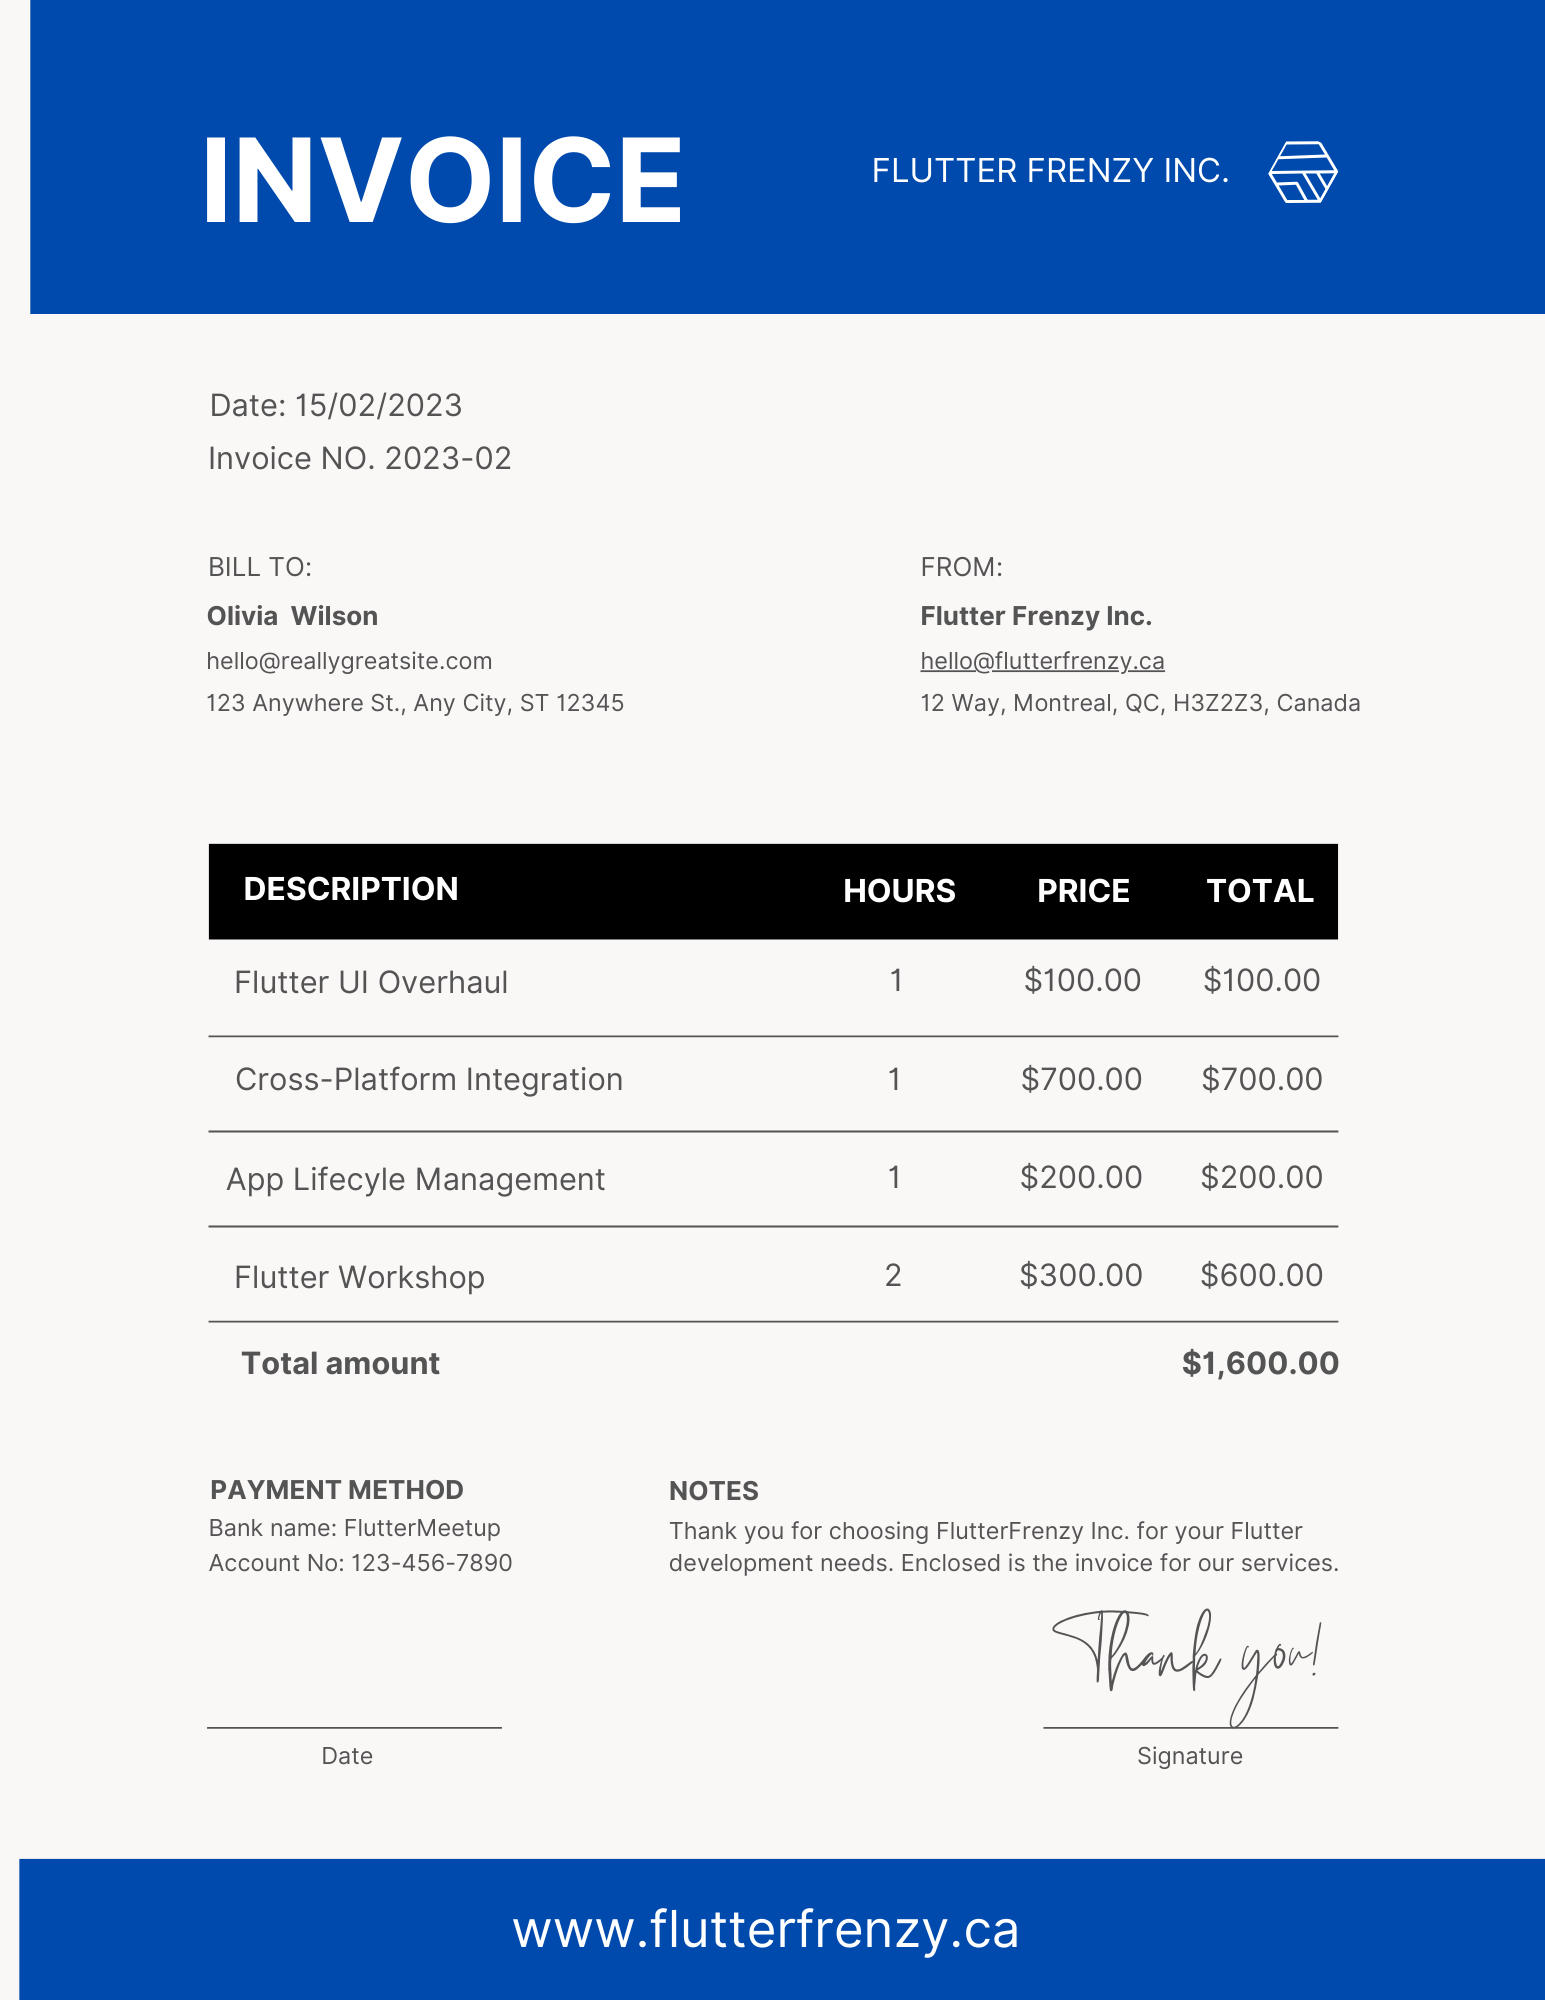 INVOICE
FLUTTER FRENZY INC.
Date: 15/02/2023
Invoice NO. 2023-02
BILL TO:
Olivia  Wilson
hello@reallygreatsite.com
123 Anywhere St., Any City, ST 12345
FROM:
Flutter Frenzy Inc.
hello@flutterfrenzy.ca
12 Way, Montreal, QC, H3Z2Z3, Canada
DESCRIPTION HOURS PRICE TOTAL
Flutter UI Overhaul 1 $100.00 $100.00
Cross-Platform Integration 1 $700.00 $700.00
App Lifecyle Management 1 $200.00 $200.00
Flutter Workshop 2 $300.00 $600.00
Total amount $1,600.00
PAYMENT METHOD
Bank name: FlutterMeetup
Account No: 123-456-7890
NOTES
Thank you for choosing FlutterFrenzy Inc. for your Flutter
development needs. Enclosed is the invoice for our services.
Thank you!
Date
Signature
www.flutterfrenzy.ca